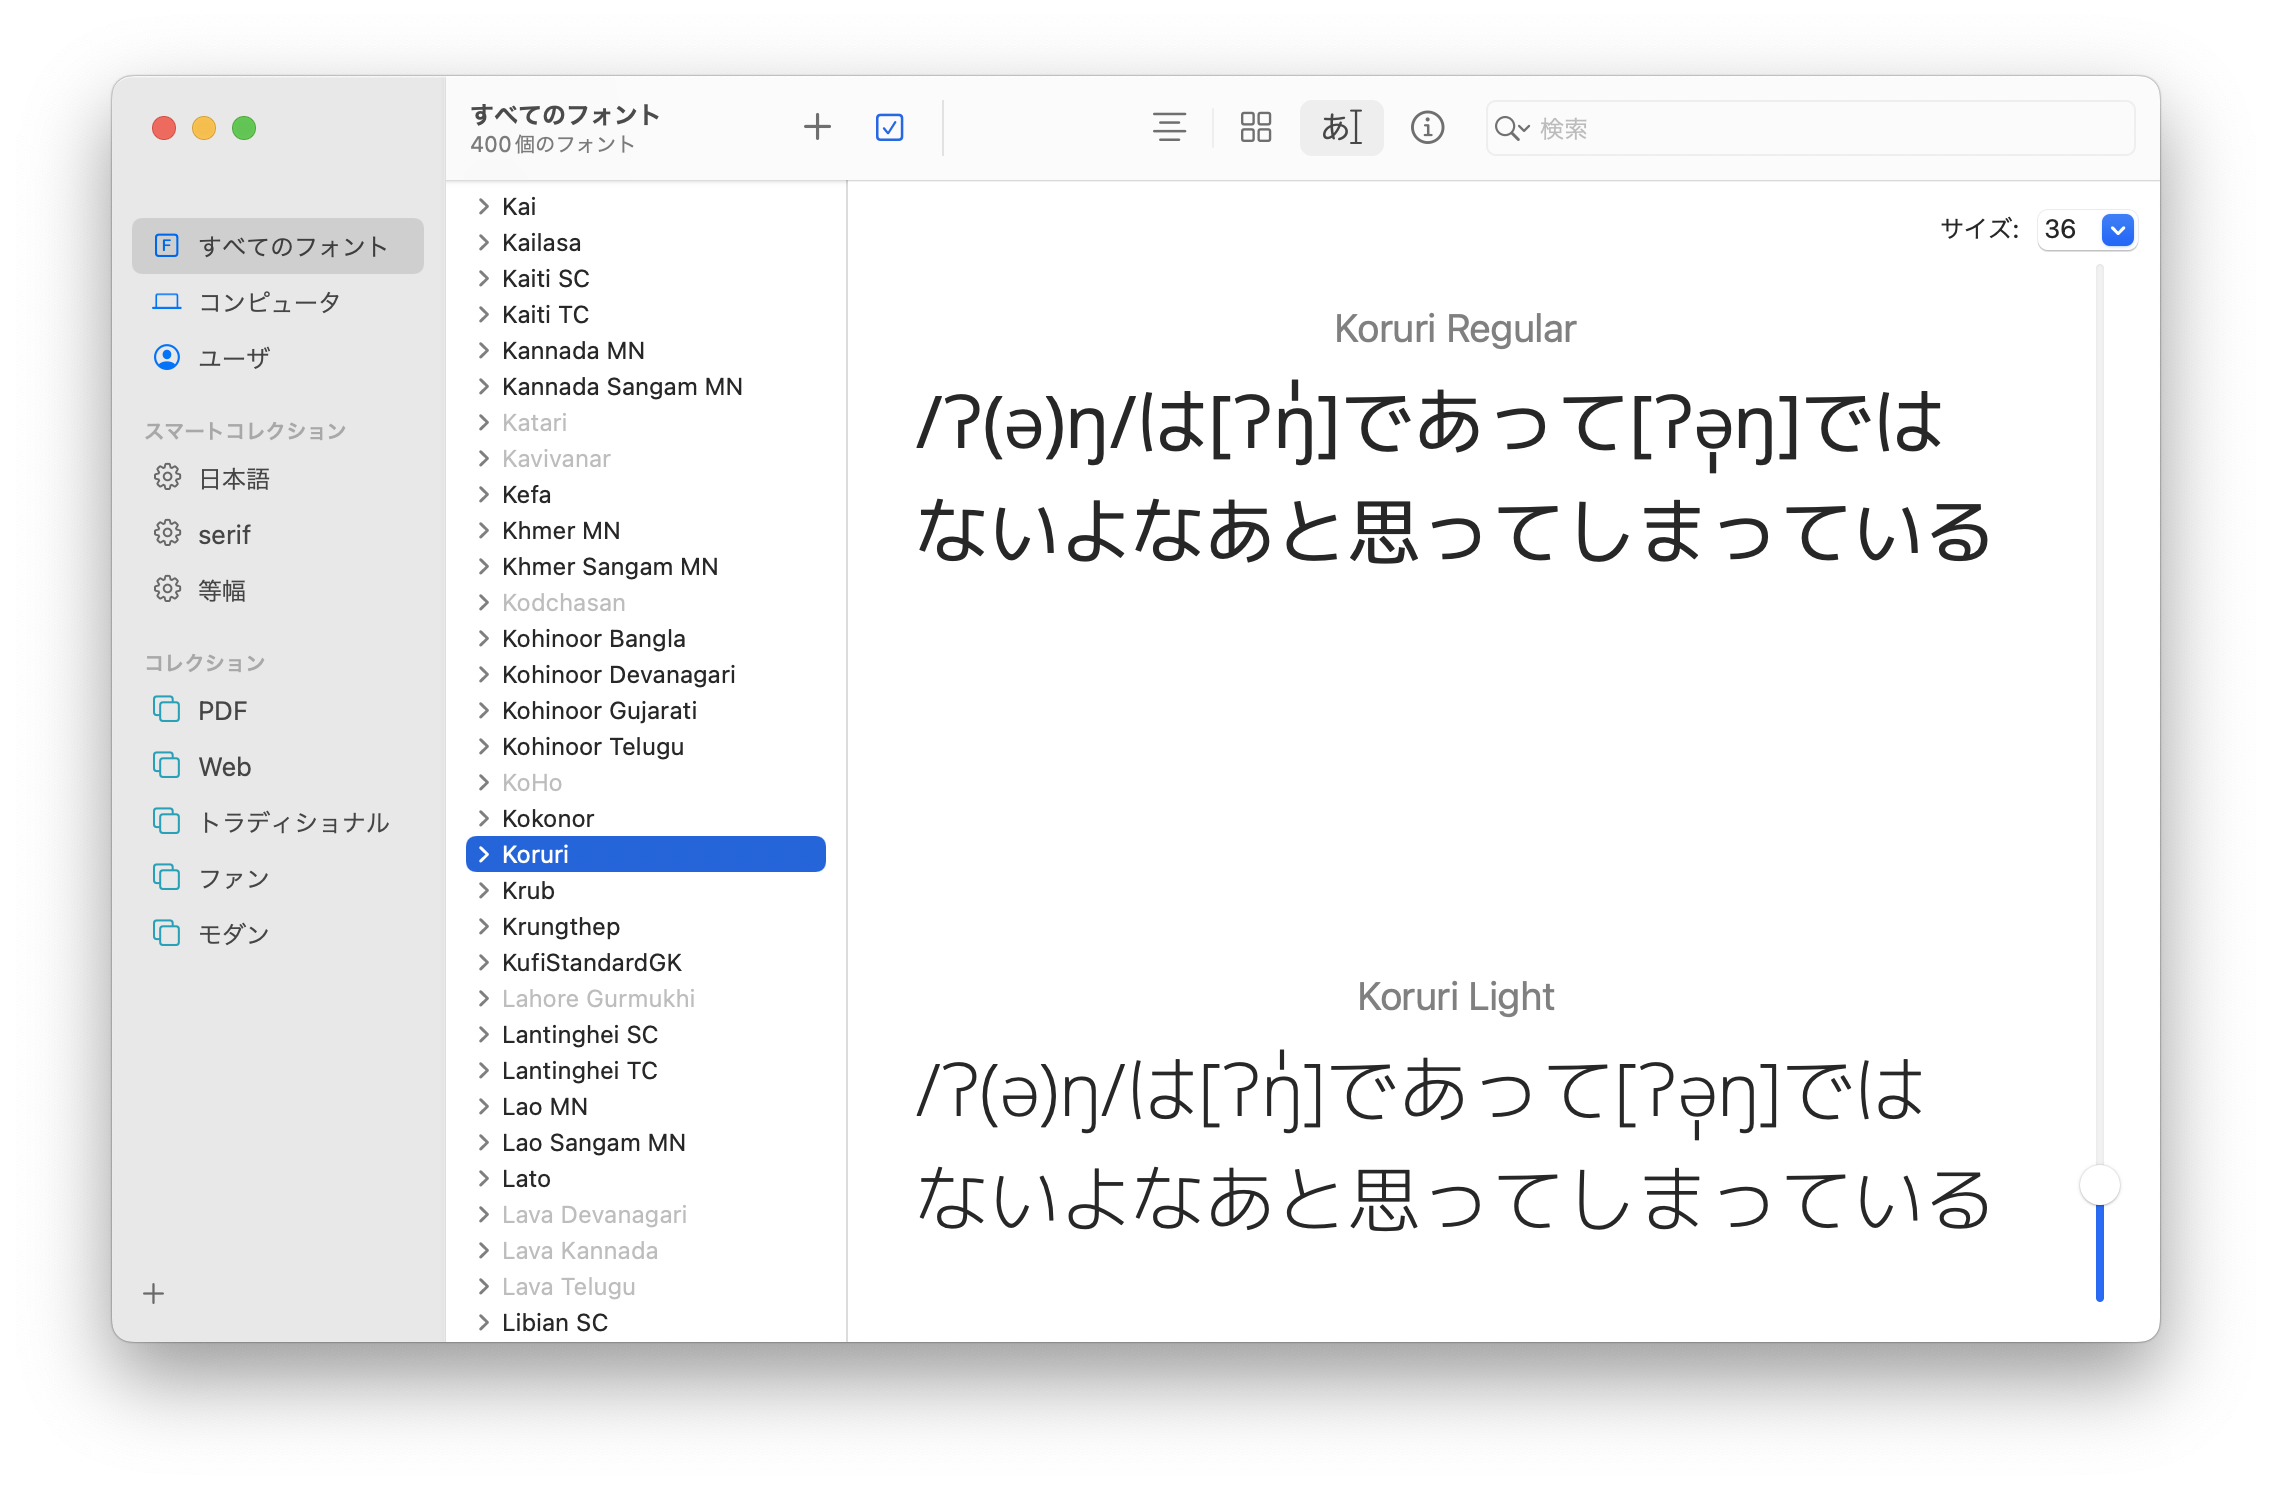 すべてのフォント
コンピュータ
ユーザ
スマートコレクション
日本語
serif
等幅
コレクション
PDF
Web
トラディショナル
ファン
モダン
すべてのフォント
400個のフォント
あ
検索
Kai
Kailasa
Kaiti SC
Kaiti TC
Kannada MN
Kannada Sangam MN
Katari
Kavivanar
Kefa
Khmer MN
Khmer Sangam MN
Kodchasan
Kohinoor Bangla
Kohinoor Devanagari
Kohinoor Gujarati
Kohinoor Telugu
KoHo
Kokonor
Koruri
Krub
Krungthep
KufiStandardGK
Lahore Gurmukhi
Lantinghei SC
Lantinghei TC
Lao MN
Lao Sangam MN
Lato
Lava Devanagari
Lava Kannada
Lava Telugu
Libian SC
サイズ: 36
Koruri Regular
/ʔ(ə)ŋ/は[ʔŋ̍]であって[ʔə̩ŋ]では
ないよなあと思ってしまっている
Koruri Light
/ʔ(ə)ŋ/は[ʔŋ̍]であって[ʔə̩ŋ]では
ないよなあと思ってしまっている